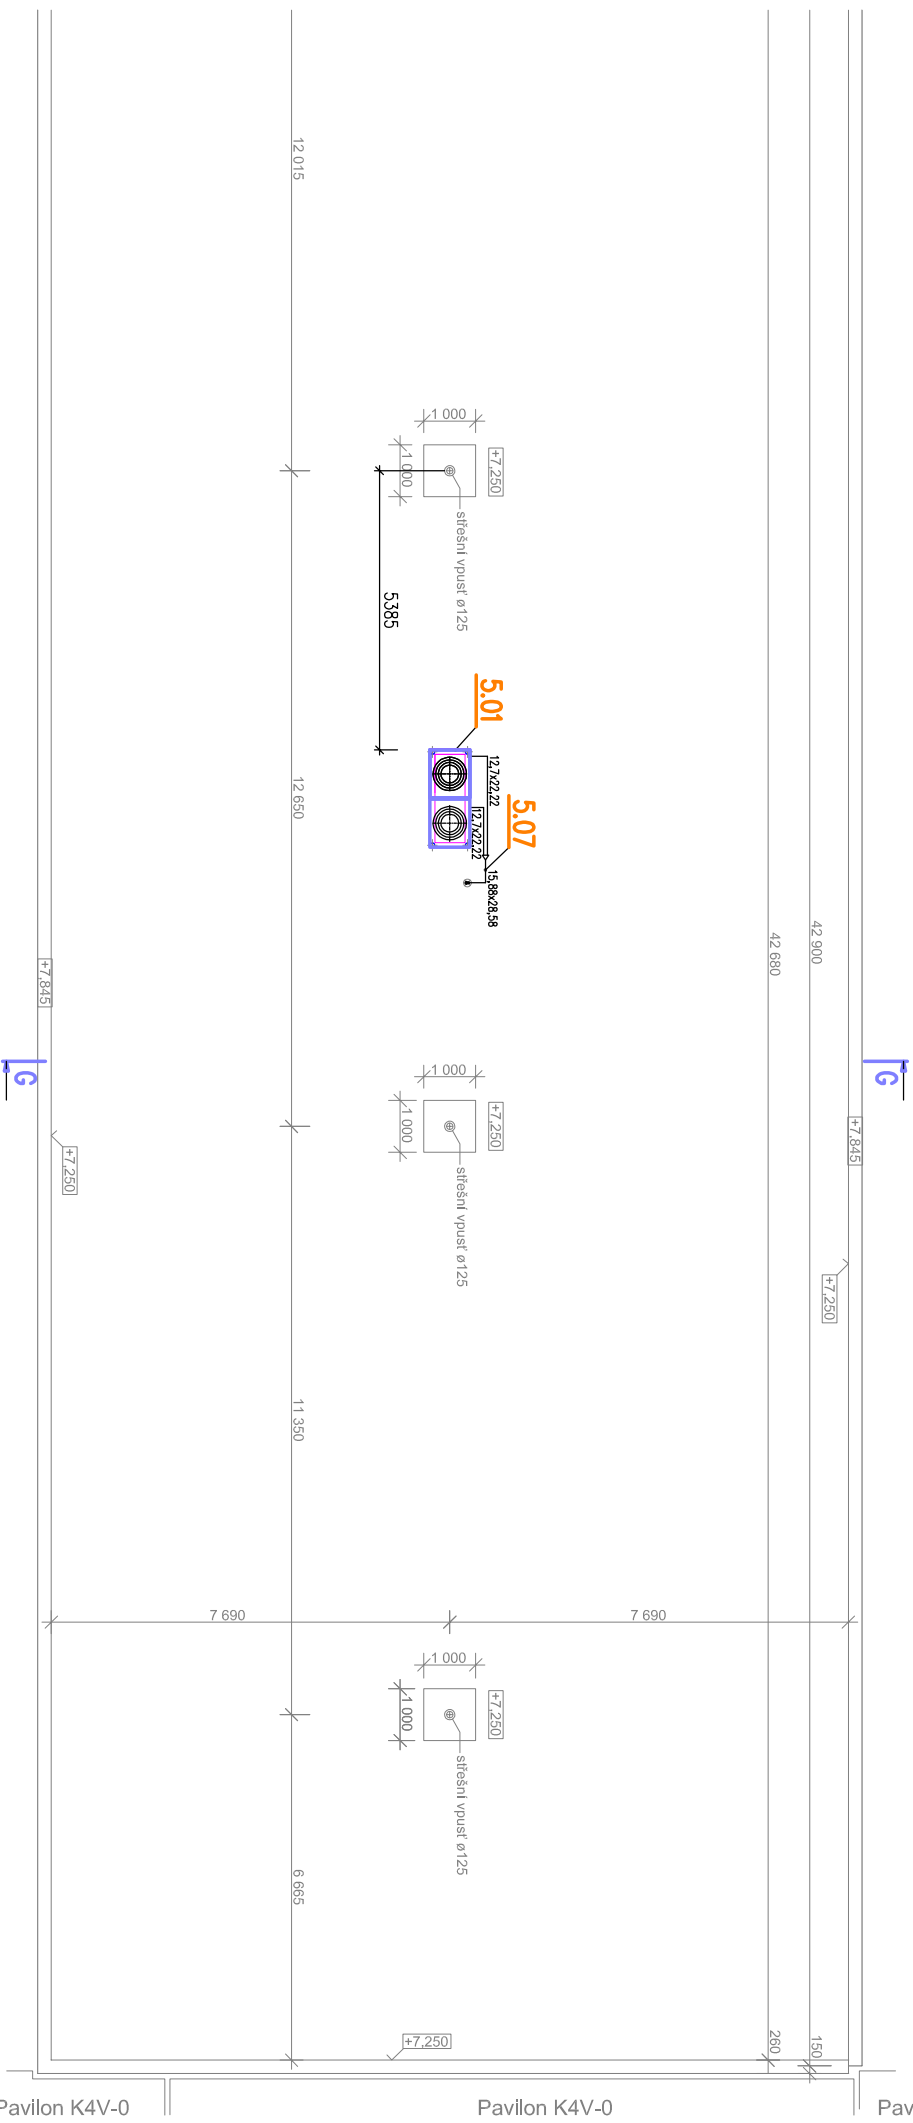 12 015
1 000
+7,250
1 000
střešní vpusť ø125
5385
5.01
12,7x22,22
12 650
5.07
12,7x22,22
15,88x28,58
42 900
42 680
+7,845
G
G
1 000
+7,250
1 000
+7,845
+7,250
střešní vpusť ø125
+7,250
11 350
7 690
7 690
1 000
+7,250
1 000
střešní vpusť ø125
6 665
+7,250
260
150
Pavilon K4V-0
Pavilon K4V-0
Pav